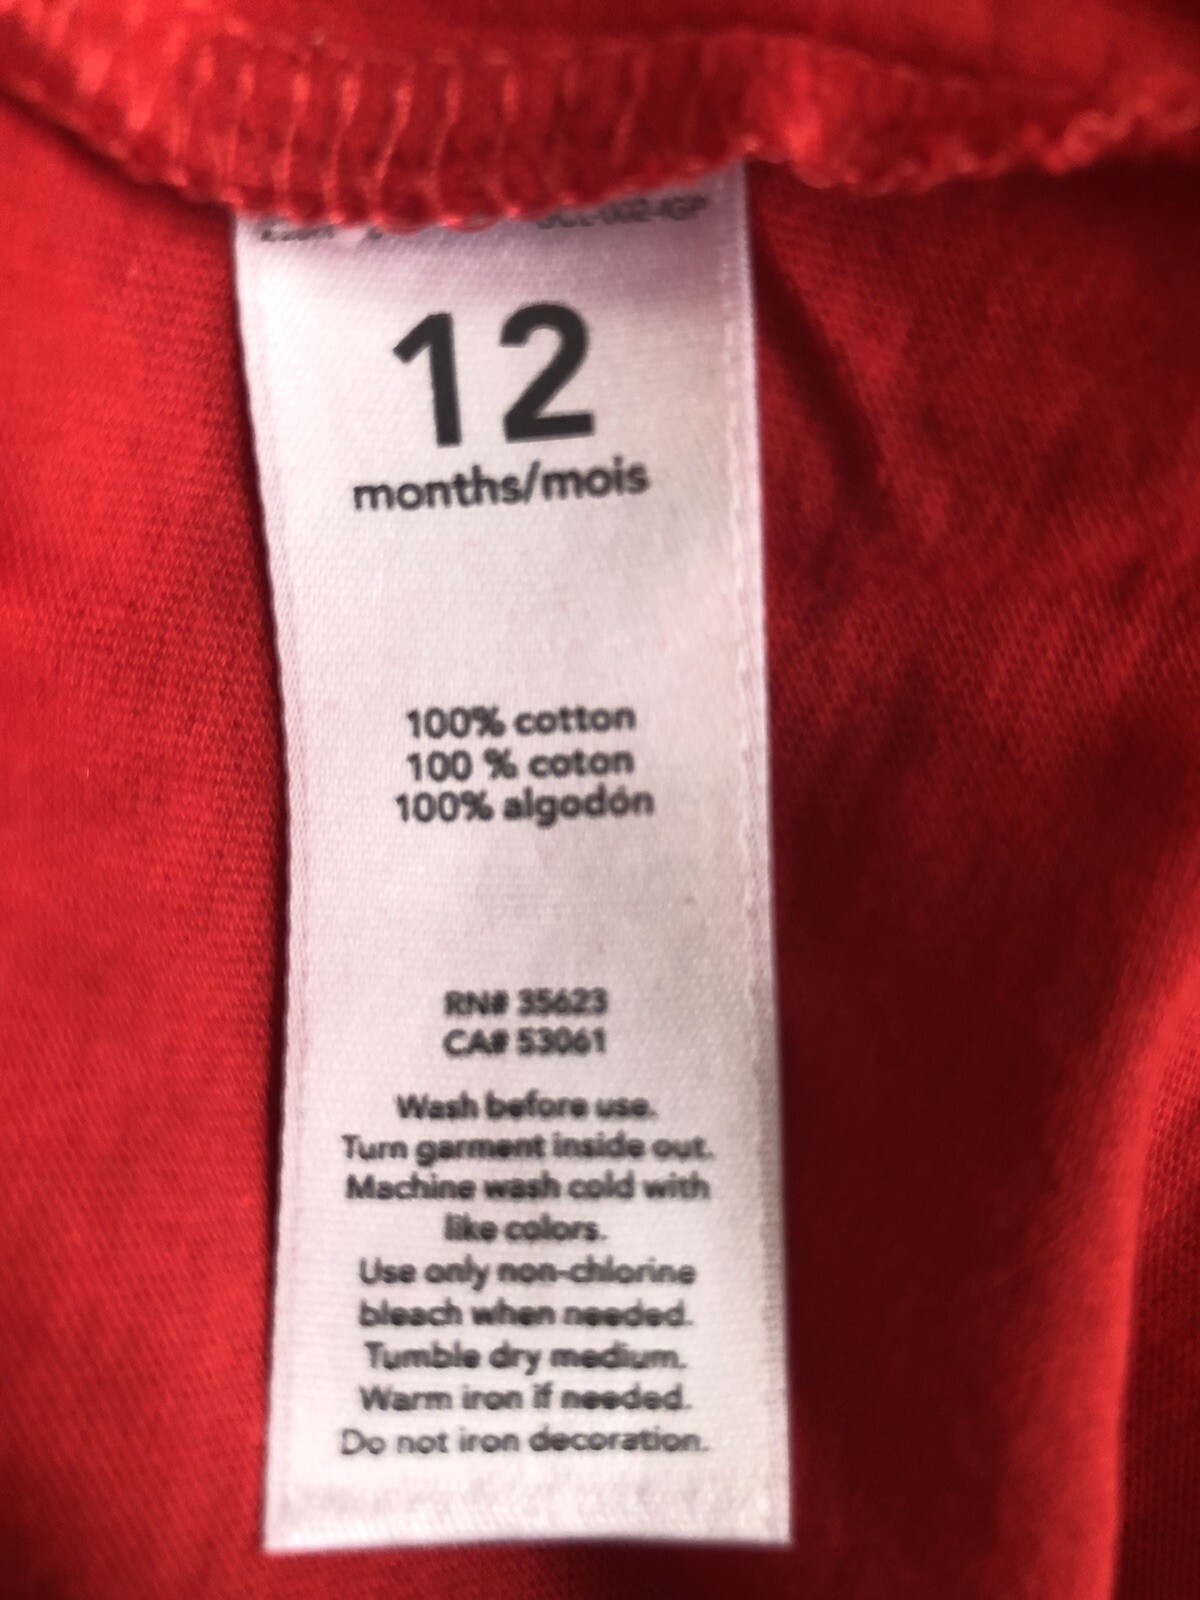 12
months/mois
100% cotton
100 % coton
100% algodón
RN# 35623
CA# 53061
Wash before use.
Turn garment inside out.
Machine wash cold with
like colors.
Use only non-chlorine
bleach when needed.
Tumble dry medium.
Warm iron if needed.
Do not iron decoration.